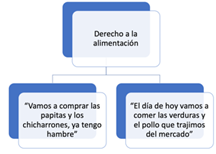 Derecho a la
alimentación
“Vamos a comprar las
papitas y los
chicharrones, ya tengo
hambre”
“El día de hoy vamos a
comer las verduras y
el pollo que trajimos
del mercado”